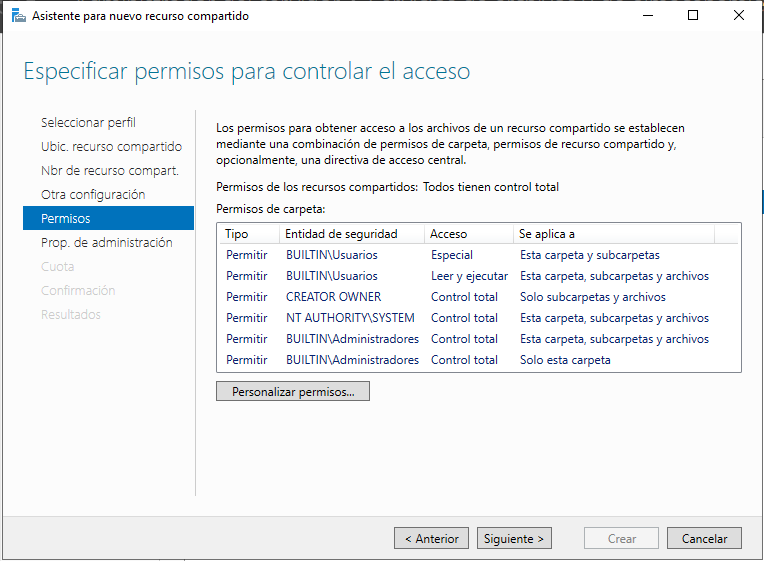 Asistente para nuevo recurso compartido
Especificar permisos para controlar el acceso
Seleccionar perfil
Ubic. recurso compartido
Nbr de recurso compart.
Otra configuración
Permisos
Prop. de administración
Cuota
Confirmación
Resultados
Los permisos para obtener acceso a los archivos de un recurso compartido se establecen
mediante una combinación de permisos de carpeta, permisos de recurso compartido y,
opcionalmente, una directiva de acceso central.
Permisos de los recursos compartidos: Todos tienen control total
Permisos de carpeta:
Tipo Entidad de seguridad Acceso Se aplica a
Permitir BUILTIN\Usuarios Especial Esta carpeta y subcarpetas
Permitir BUILTIN\Usuarios Leer y ejecutar Esta carpeta, subcarpetas y archivos
Permitir CREATOR OWNER Control total Solo subcarpetas y archivos
Permitir NT AUTHORITY\SYSTEM Control total Esta carpeta, subcarpetas y archivos
Permitir BUILTIN\Administradores Control total Esta carpeta, subcarpetas y archivos
Permitir BUILTIN\Administradores Control total Solo esta carpeta
Personalizar permisos...
< Anterior Siguiente > Crear Cancelar